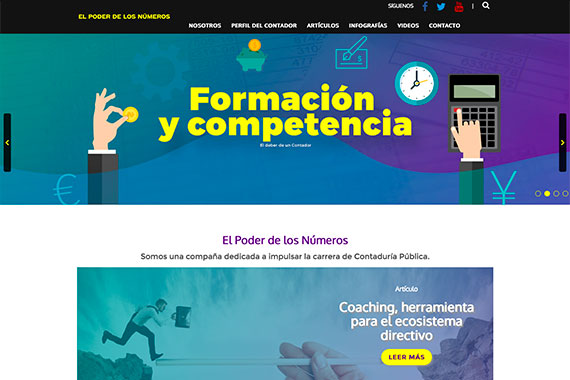 SÍGUENOS
EL PODER DE LOS NÚMEROS
NOSOTROS PERFIL DEL CONTADOR ARTÍCULOS INFOGRAFÍAS VIDEOS CONTACTO
Formación
y competencia
El deber de un Contador
El Poder de los Números
Somos una compaña dedicada a impulsar la carrera de Contaduría Pública.
Artículo
Coaching, herramienta
para el ecosistema
directivo
LEER MÁS